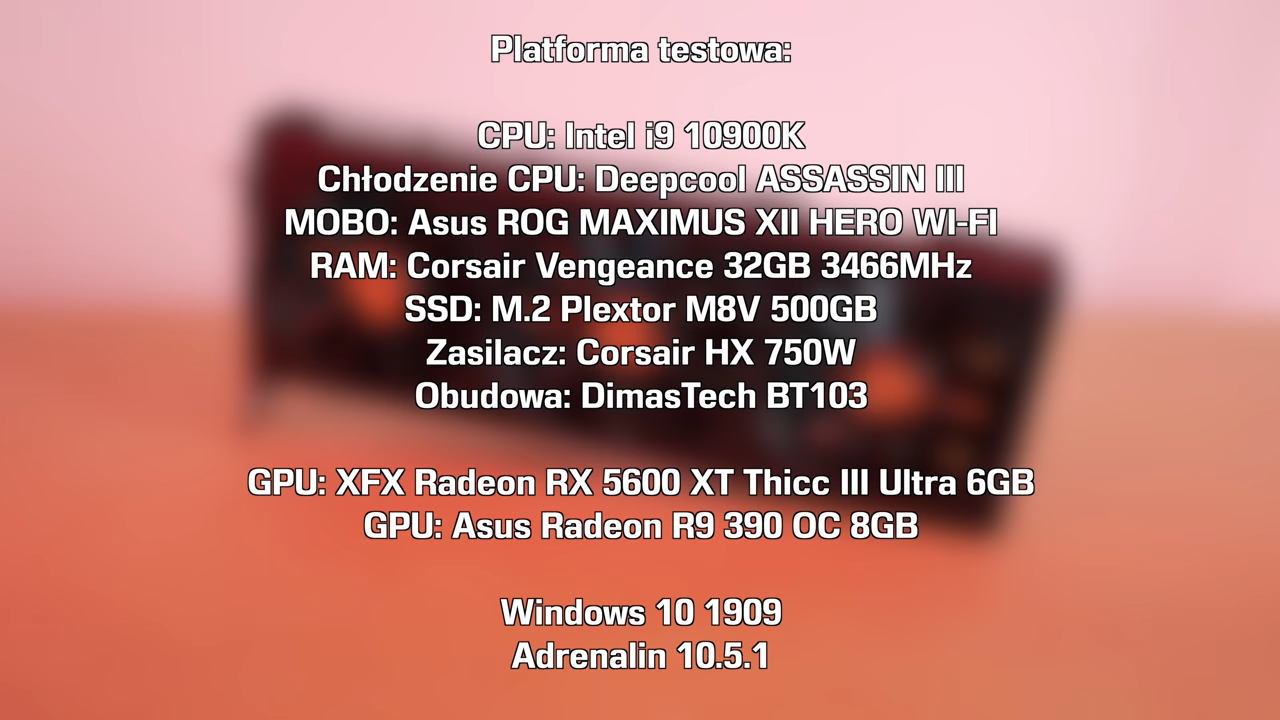 Platforma testowa:
CPU: Intel i9 10900K
Chłodzenie CPU: Deepcool ASSASSIN III
MOBO: Asus ROG MAXIMUS XII HERO WI-FI
RAM: Corsair Vengeance 32GB 3466MHz
SSD: M.2 Plextor M8V 500GB
Zasilacz: Corsair HX 750W
Obudowa: DimasTech BT103
GPU: XFX Radeon RX 5600 XT Thicc III Ultra 6GB
GPU: Asus Radeon R9 390 OC 8GB
Windows 10 1909
Adrenalin 10.5.1